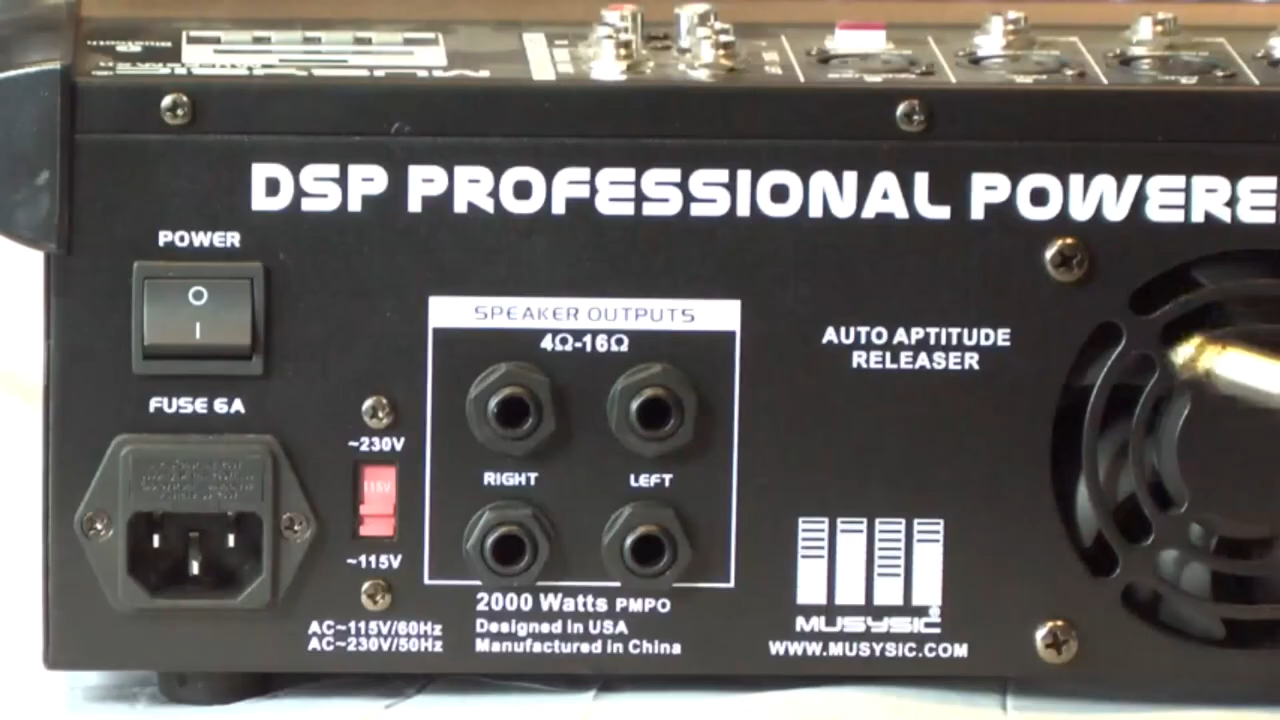 DSP PROFESSIONAL POWERE
POWER
O
I
FUSE 6A
~230V
115V
~115V
AC~115V/60Hz
AC~230V/50Hz
SPEAKER OUTPUTS
4Ω-16Ω
RIGHT
LEFT
2000 Watts PMPO
Designed in USA
Manufactured in China
AUTO APTITUDE
RELEASER
MUSYSIC®
WWW.MUSYSIC.COM